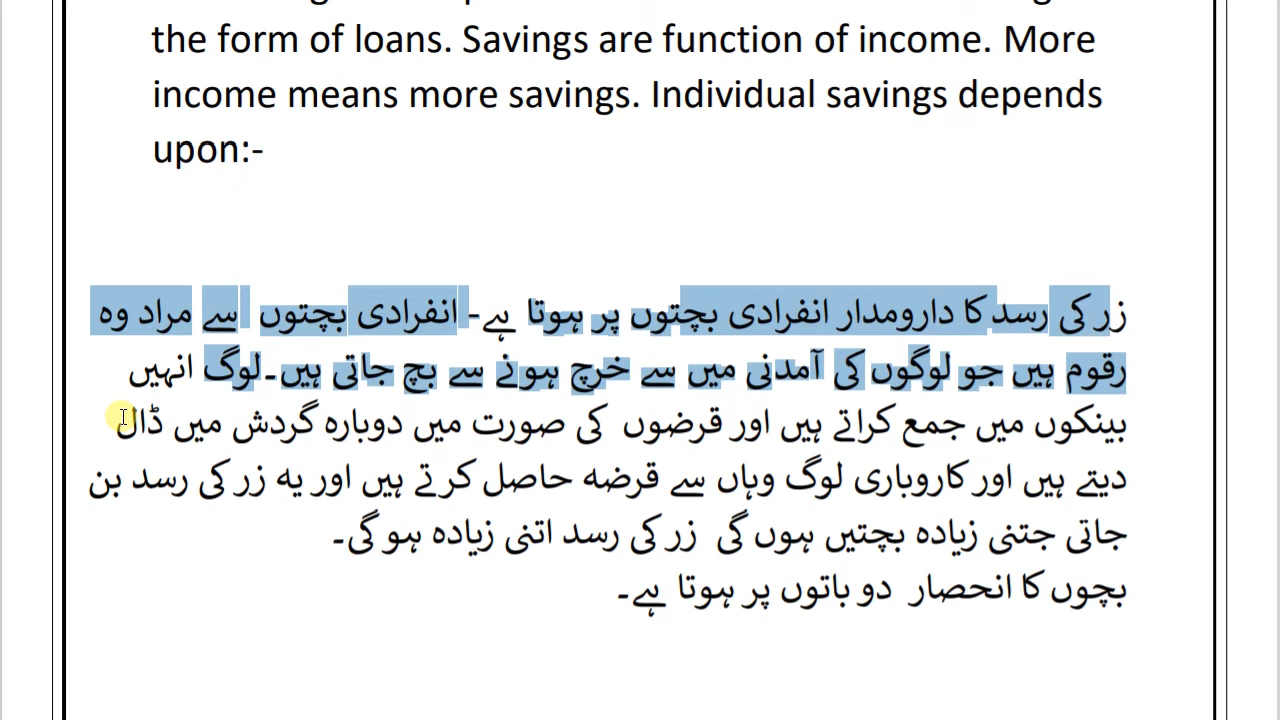 the form of loans. Savings are function of income. More
income means more savings. Individual savings depends
upon:-
زر کی رسد کا دارومدار انفرادی بچتوں پر ہوتا ہے- انفرادی بچتوں سے مراد وہ
رقوم ہیں جو لوگوں کی آمدنی میں سے خرچ ہونے سے بچ جاتی ہیں۔لوگ انہیں
بینکوں میں جمع کراتے ہیں اور قرضوں کی صورت میں دوبارہ گردش میں ڈال
دیتے ہیں اور کاروباری لوگ وہاں سے قرضہ حاصل کرتے ہیں اور یہ زر کی رسد بن
جاتی جتنی زیادہ بچتیں ہوں گی زر کی رسد اتنی زیادہ ہو گی۔
بچوں کا انحصار دو باتوں پر ہوتا ہے۔